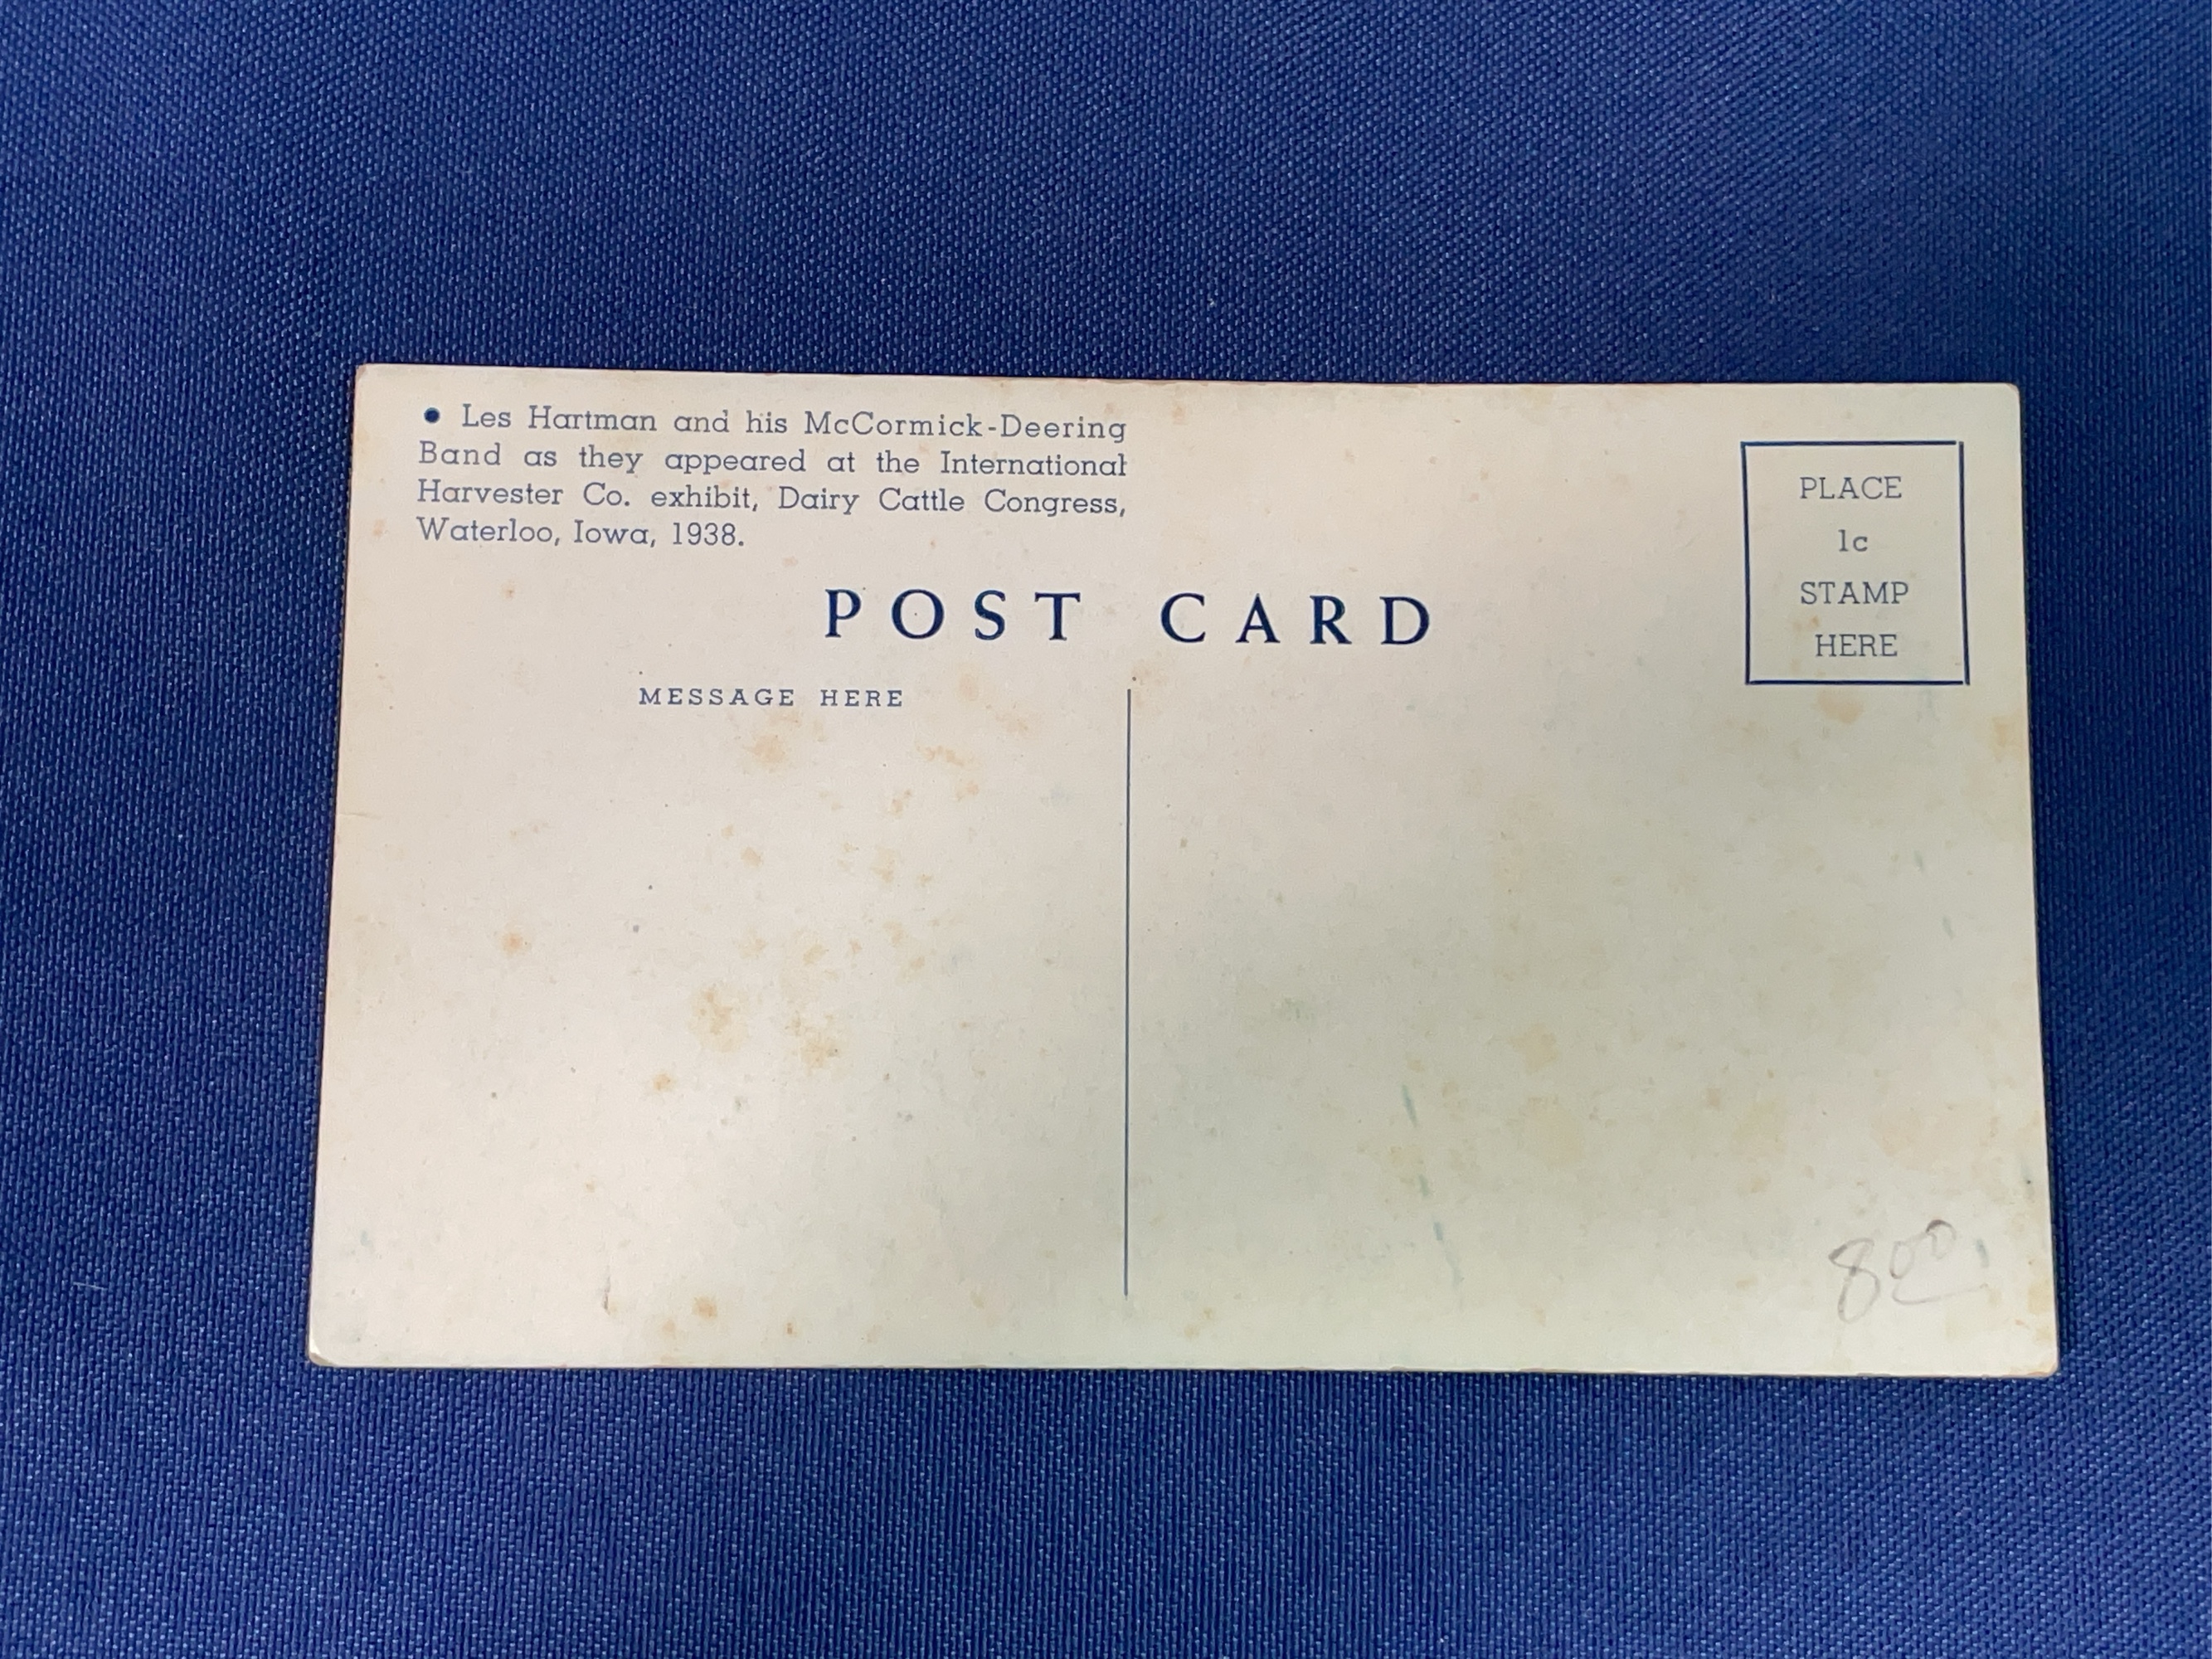 • Les Hartman and his McCormick-Deering
Band as they appeared at the International
Harvester Co. exhibit, Dairy Cattle Congress,
Waterloo, Iowa, 1938.
PLACE
1c
STAMP
HERE
POST CARD
MESSAGE HERE
800